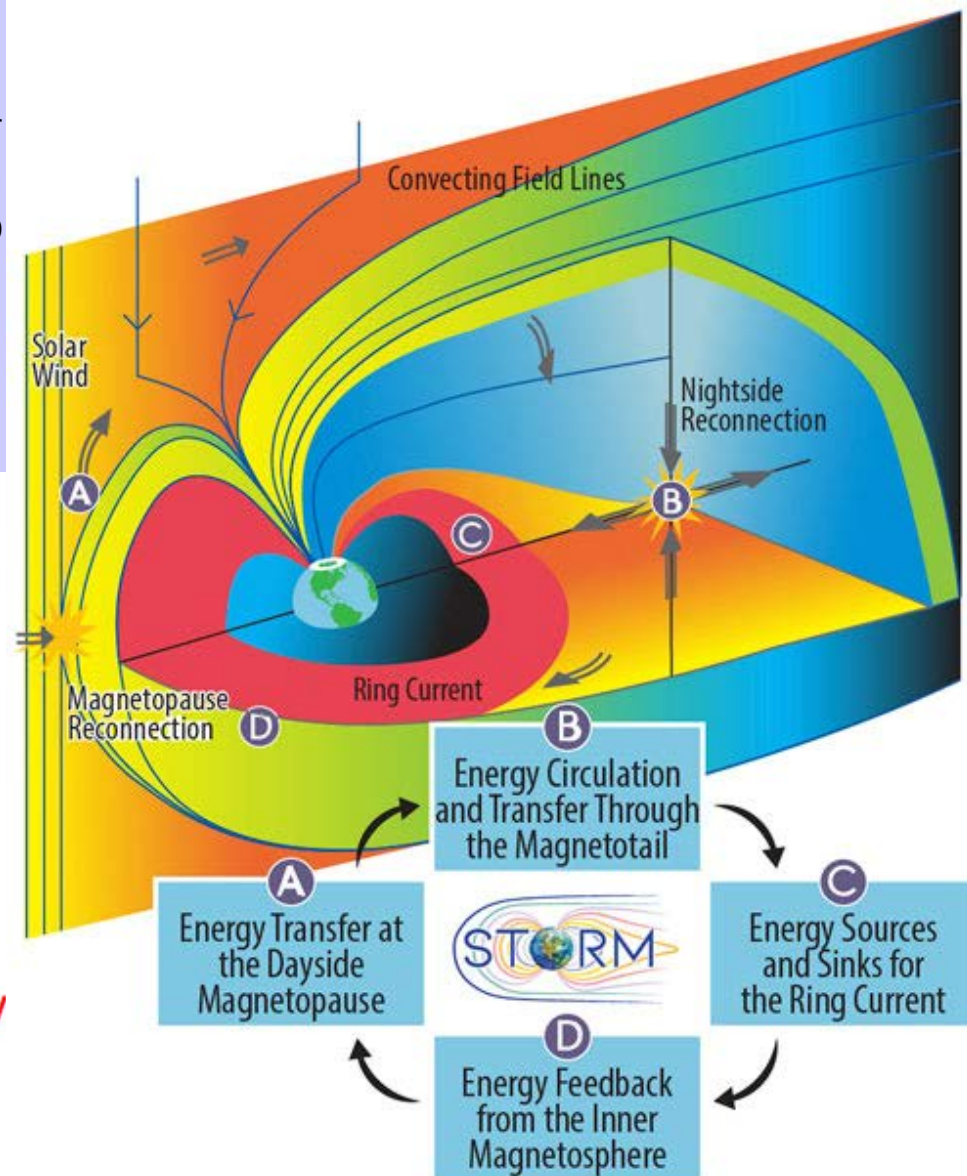 Convecting Field Lines
Solar
Wind
Nightside
Reconnection
A
B
C
Ring Current
Magnetopause
Reconnection
D
B
Energy Circulation
and Transfer Through
the Magnetotail
A
Energy Transfer at
the Dayside
Magnetopause
STORM
C
Energy Sources
and Sinks for
the Ring Current
D
Energy Feedback
from the Inner
Magnetosphere